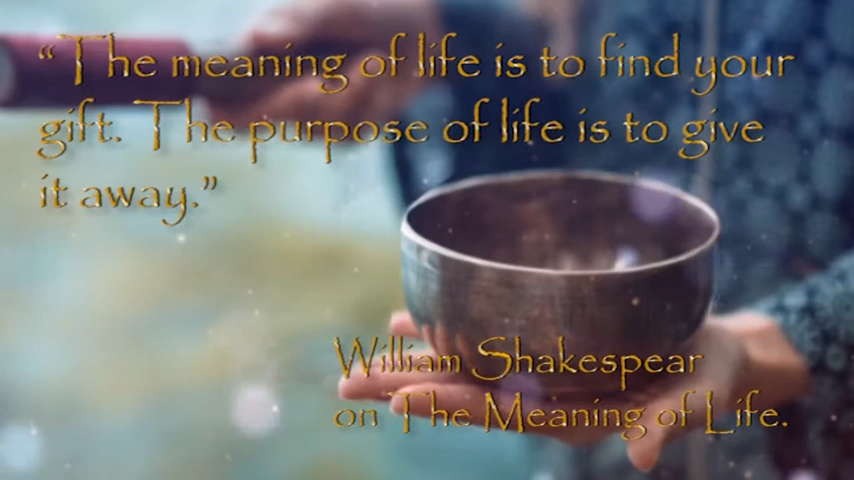 “The meaning of life is to find your
gift. The purpose of life is to give
it away.”
William Shakespear
on The Meaning of Life.